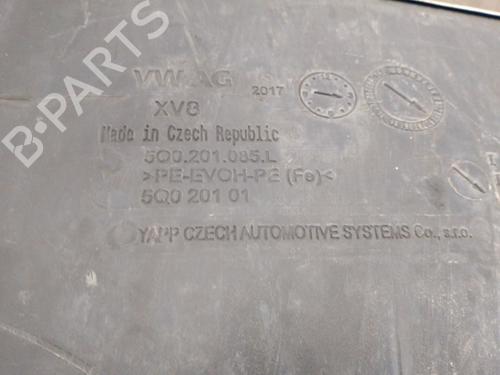 VW AG
2017
XV8
Made in Czech Republic
5Q0.201.085.L
>PE-EVOH-PE (Fe)<
5Q0 201 01
YAPP CZECH AUTOMOTIVE SYSTEMS Co., s.r.o.
B-PARTS